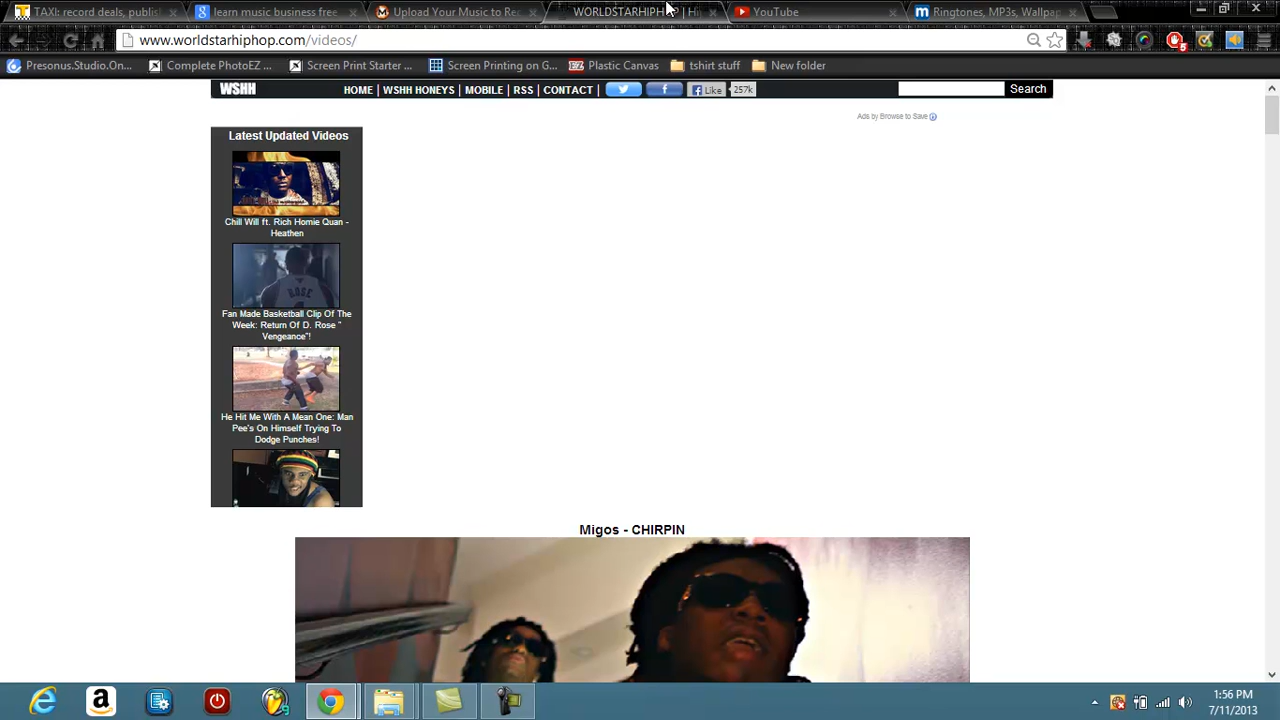 TAXI: record deals, publis
learn music business free
Upload Your Music to Re
WORLDSTARHIPHOP | Hi
YouTube
Ringtones, MP3s, Wallpap
www.worldstarhiphop.com/videos/
5
Presonus.Studio.On...
Complete PhotoEZ ...
Screen Print Starter ...
Screen Printing on G...
EZ
Plastic Canvas
tshirt stuff
New folder
WSHH
HOME | WSHH HONEYS | MOBILE | RSS | CONTACT |
Like
257k
Search
Ads by Browse to Save
Latest Updated Videos
Chill Will ft. Rich Homie Quan -
Heathen
ROSE
Fan Made Basketball Clip Of The
Week: Return Of D. Rose "
Vengeance"!
He Hit Me With A Mean One: Man
Pee's On Himself Trying To
Dodge Punches!
Migos - CHIRPIN
1:56 PM
7/11/2013